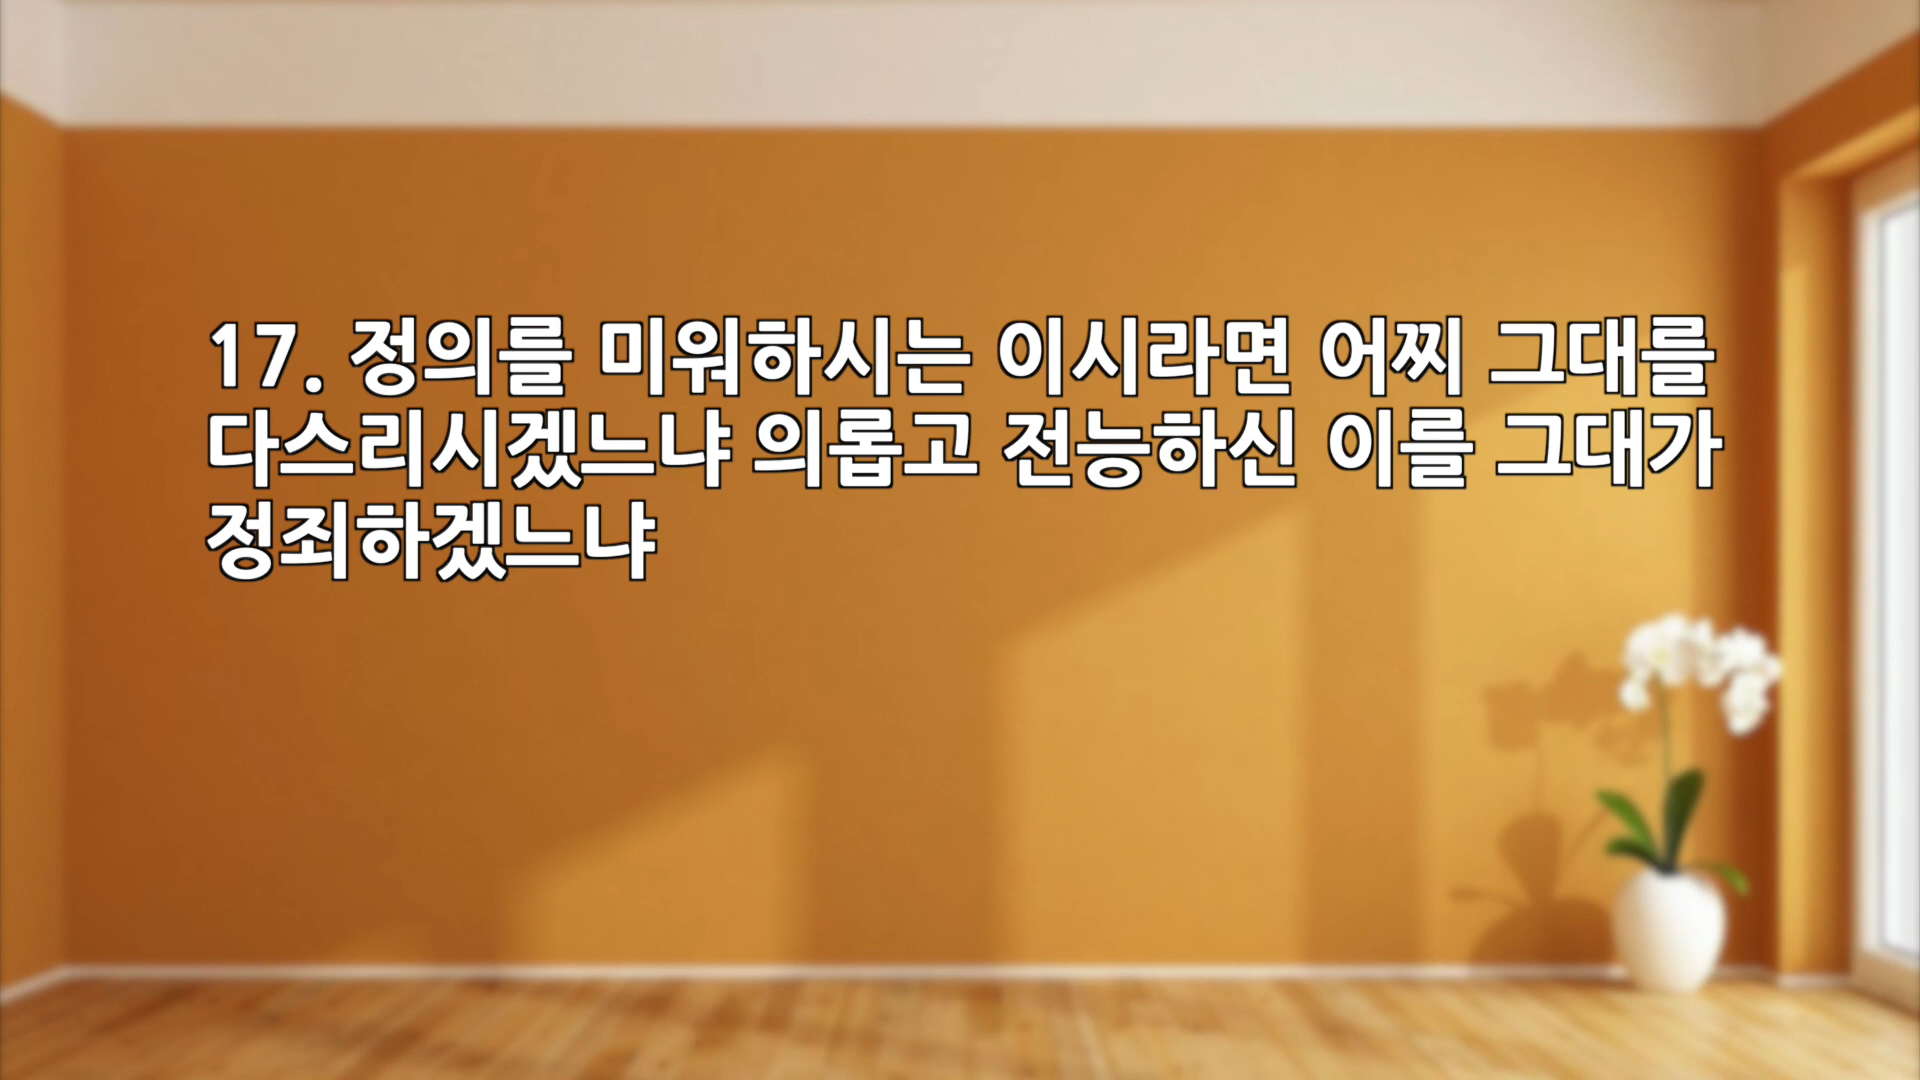 17. 정의를 미워하시는 이시라면 어찌 그대를
다스리시겠느냐 의롭고 전능하신 이를 그대가
정죄하겠느냐